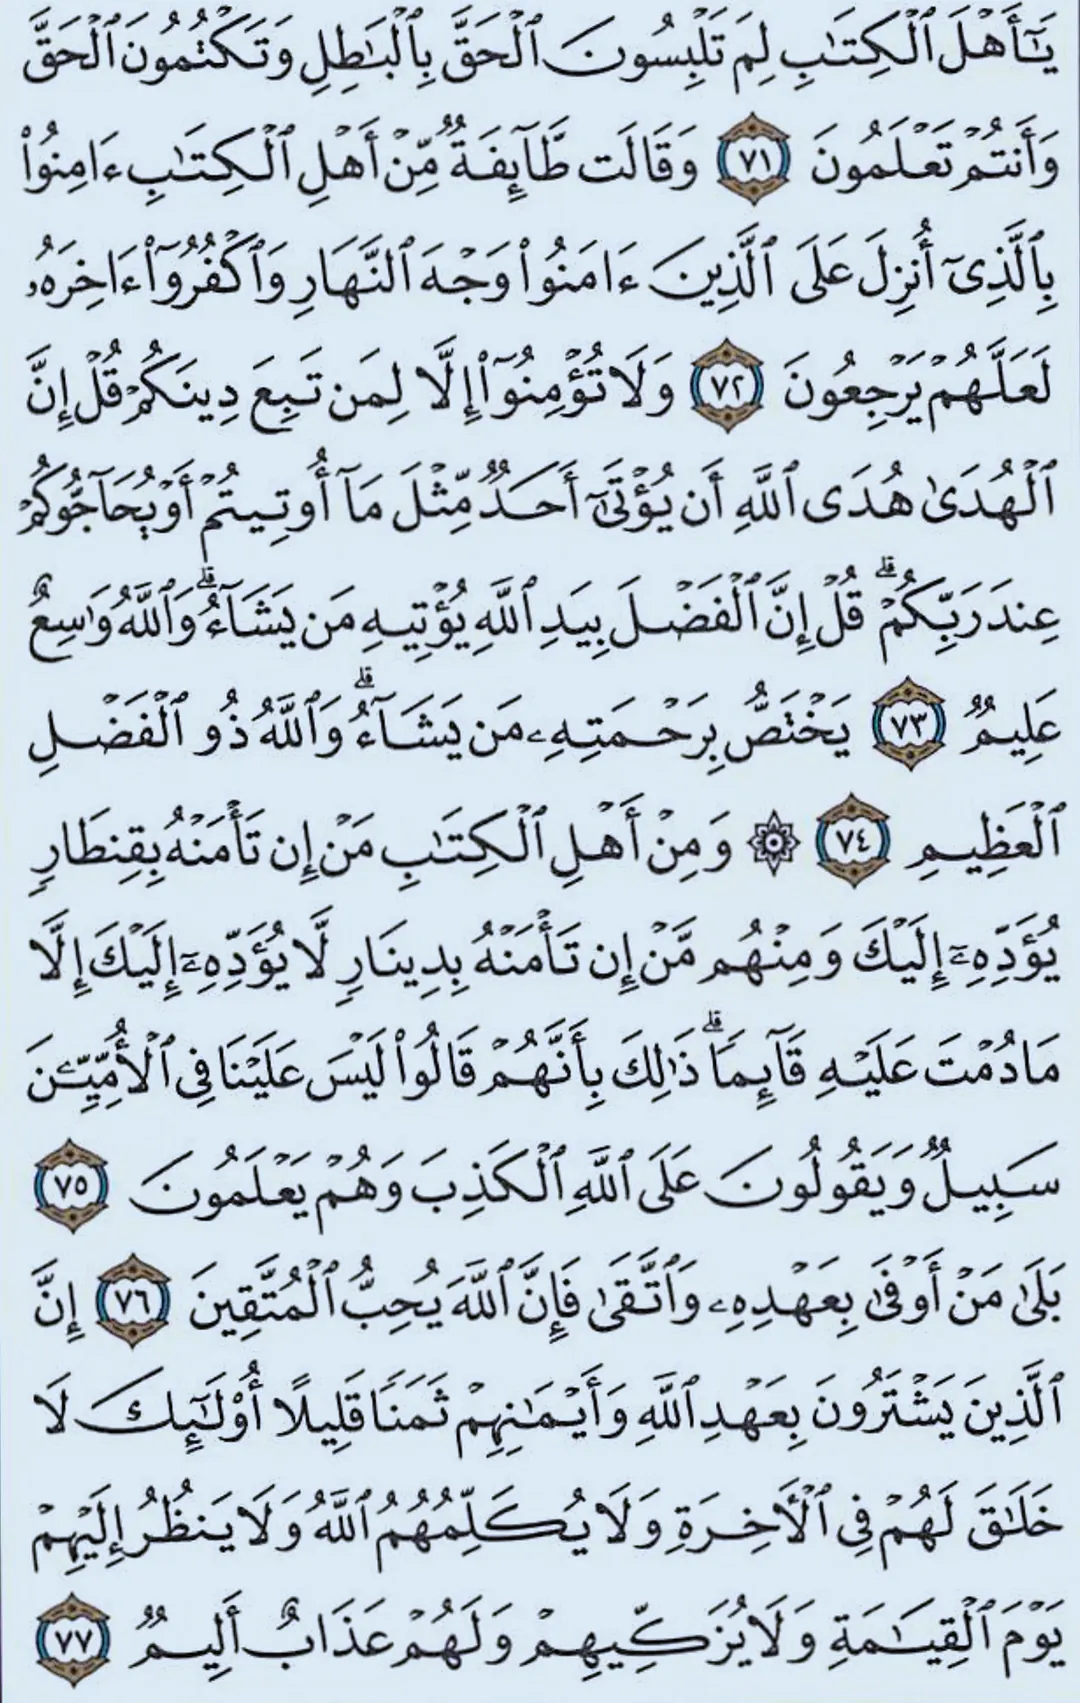 يَـٰٓأَهۡلَ ٱلۡكِتَـٰبِ لِمَ تَلۡبِسُونَ ٱلۡحَقَّ بِٱلۡبَـٰطِلِ وَتَكۡتُمُونَ ٱلۡحَقَّ
وَأَنتُمۡ تَعۡلَمُونَ ٧١ وَقَالَت طَّآئِفَةٌ مِّنۡ أَهۡلِ ٱلۡكِتَـٰبِ ءَامِنُواْ
بِٱلَّذِىٓ أُنزِلَ عَلَى ٱلَّذِينَ ءَامَنُواْ وَجۡهَ ٱلنَّهَارِ وَٱكۡفُرُوٓاْ ءَاخِرَهُۥ
لَعَلَّهُمۡ يَرۡجِعُونَ ٧٢ وَلَا تُؤۡمِنُوٓاْ إِلَّا لِمَن تَبِعَ دِينَكُمۡ قُلۡ إِنَّ
ٱلۡهُدَىٰ هُدَى ٱللَّهِ أَن يُؤۡتَىٰٓ أَحَدٌ مِّثۡلَ مَآ أُوتِيتُمۡ أَوۡ يُحَآجُّوكُمۡ
عِندَ رَبِّكُمۡۗ قُلۡ إِنَّ ٱلۡفَضۡلَ بِيَدِ ٱللَّهِ يُؤۡتِيهِ مَن يَشَآءُۗ وَٱللَّهُ وَٰسِعٌ
عَلِيمٌ ٧٣ يَخۡتَصُّ بِرَحۡمَتِهِۦ مَن يَشَآءُۗ وَٱللَّهُ ذُو ٱلۡفَضۡلِ
ٱلۡعَظِيمِ ٧٤ ۞ وَمِنۡ أَهۡلِ ٱلۡكِتَـٰبِ مَنۡ إِن تَأۡمَنۡهُ بِقِنطَارٍ
يُؤَدِّهِۦٓ إِلَيۡكَ وَمِنۡهُم مَّنۡ إِن تَأۡمَنۡهُ بِدِينَارٍ لَّا يُؤَدِّهِۦٓ إِلَيۡكَ إِلَّا
مَا دُمۡتَ عَلَيۡهِ قَآئِمًاۗ ذَٰلِكَ بِأَنَّهُمۡ قَالُواْ لَيۡسَ عَلَيۡنَا فِى ٱلۡأُمِّيِّـۧنَ
سَبِيلٌ وَيَقُولُونَ عَلَى ٱللَّهِ ٱلۡكَذِبَ وَهُمۡ يَعۡلَمُونَ ٧٥
بَلَىٰ مَنۡ أَوۡفَىٰ بِعَهۡدِهِۦ وَٱتَّقَىٰ فَإِنَّ ٱللَّهَ يُحِبُّ ٱلۡمُتَّقِينَ ٧٦ إِنَّ
ٱلَّذِينَ يَشۡتَرُونَ بِعَهۡدِ ٱللَّهِ وَأَيۡمَـٰنِهِمۡ ثَمَنًا قَلِيلًا أُوْلَـٰٓئِكَ لَا
خَلَـٰقَ لَهُمۡ فِى ٱلۡأَخِرَةِ وَلَا يُكَلِّمُهُمُ ٱللَّهُ وَلَا يَنظُرُ إِلَيۡهِمۡ
يَوۡمَ ٱلۡقِيَـٰمَةِ وَلَا يُزَكِّيهِمۡ وَلَهُمۡ عَذَابٌ أَلِيمٌ ٧٧